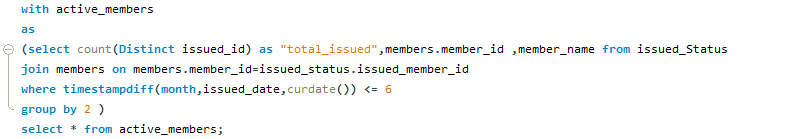 with active_members
as
(select count(Distinct issued_id) as "total_issued",members.member_id ,member_name from issued_Status
join members on members.member_id=issued_status.issued_member_id
where timestampdiff(month,issued_date,curdate()) <= 6
group by 2 )
select * from active_members;